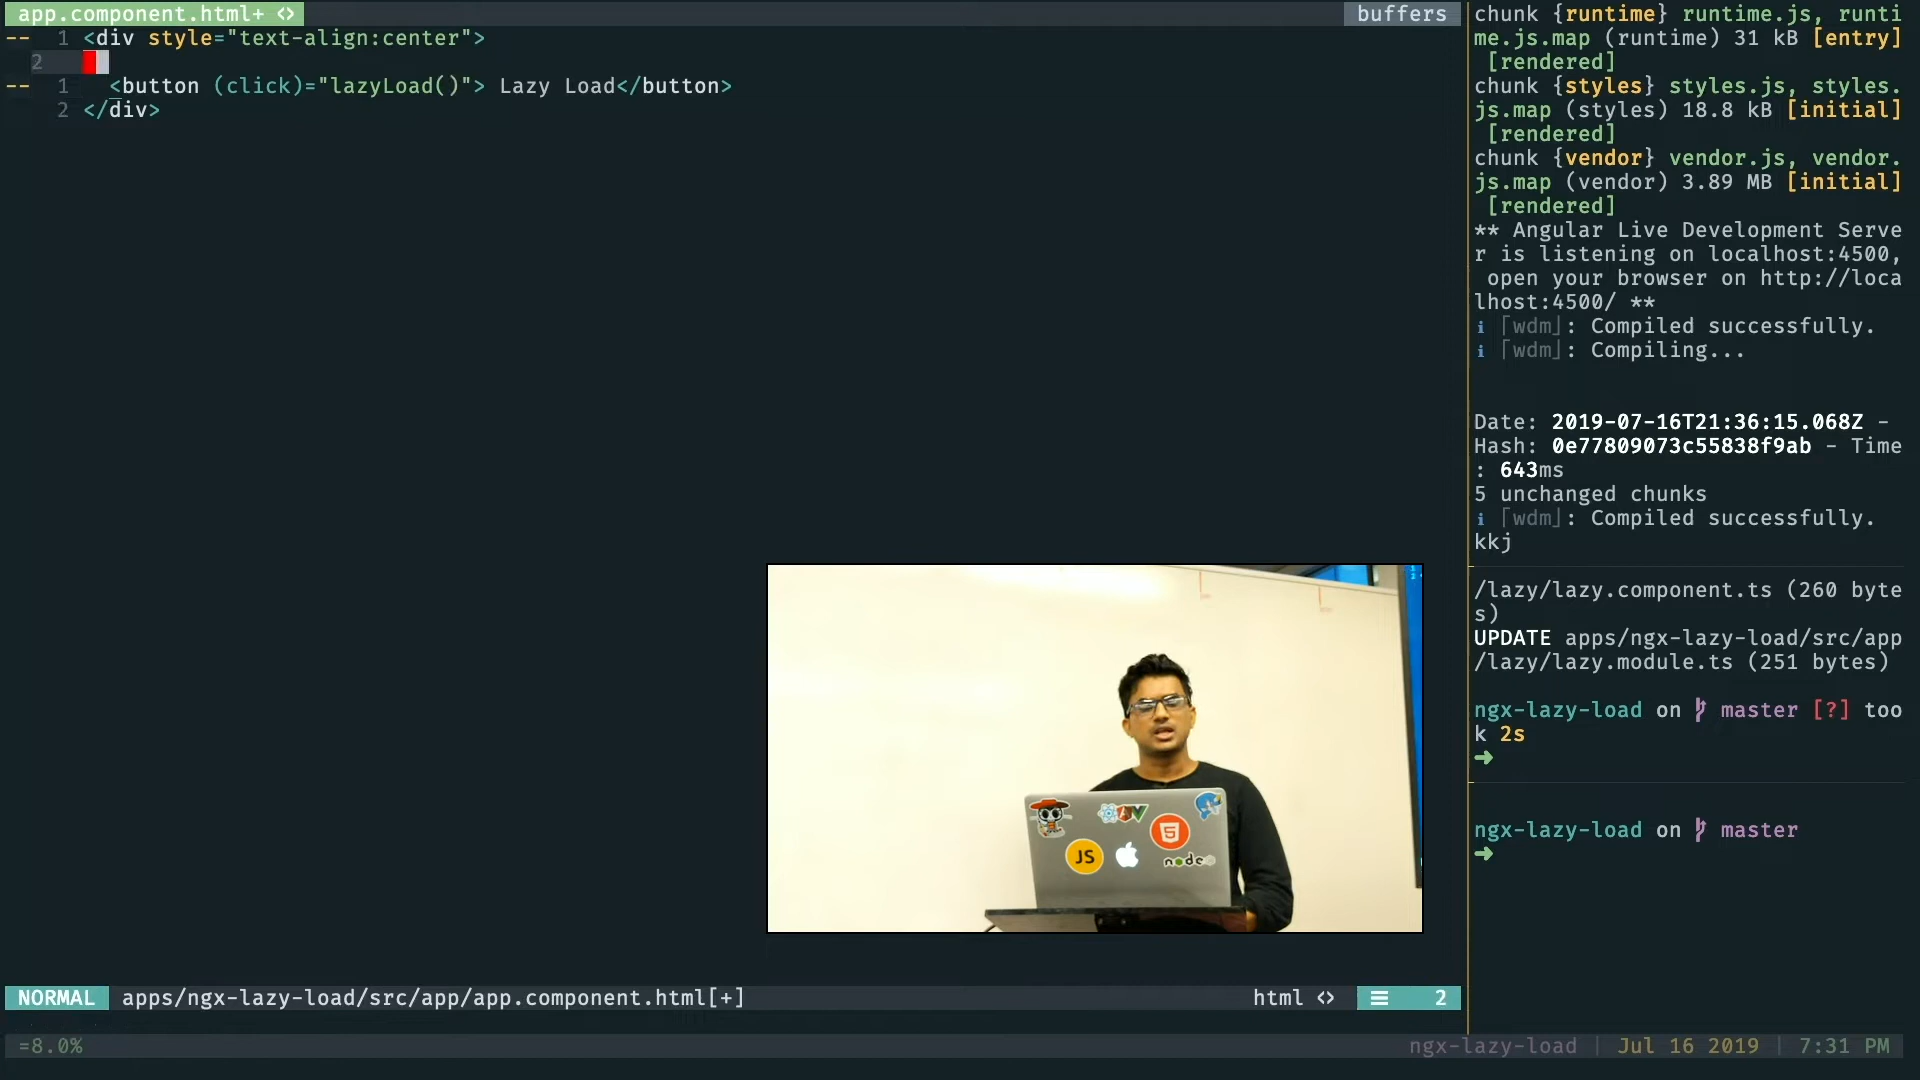 app.component.html+ <>
buffers
-- 1 <div style="text-align:center">
2
-- 1 <button (click)="lazyLoad()"> Lazy Load</button>
2 </div>
chunk {runtime} runtime.js, runti
me.js.map (runtime) 31 kB [entry]
[rendered]
chunk {styles} styles.js, styles.
js.map (styles) 18.8 kB [initial]
[rendered]
chunk {vendor} vendor.js, vendor.
js.map (vendor) 3.89 MB [initial]
[rendered]
** Angular Live Development Serve
r is listening on localhost:4500,
open your browser on http://loca
lhost:4500/ **
ℹ ｢wdm｣: Compiled successfully.
ℹ ｢wdm｣: Compiling...
Date: 2019-07-16T21:36:15.068Z -
Hash: 0e77809073c55838f9ab - Time
: 643ms
5 unchanged chunks
ℹ ｢wdm｣: Compiled successfully.
kkj
/lazy/lazy.component.ts (260 byte
s)
UPDATE apps/ngx-lazy-load/src/app
/lazy/lazy.module.ts (251 bytes)
ngx-lazy-load on master [?] too
k 2s
➜
ngx-lazy-load on master
➜
JS
5
node
NORMAL apps/ngx-lazy-load/src/app/app.component.html[+]
html <> ≡ 2
=8.0%
ngx-lazy-load | Jul 16 2019 | 7:31 PM